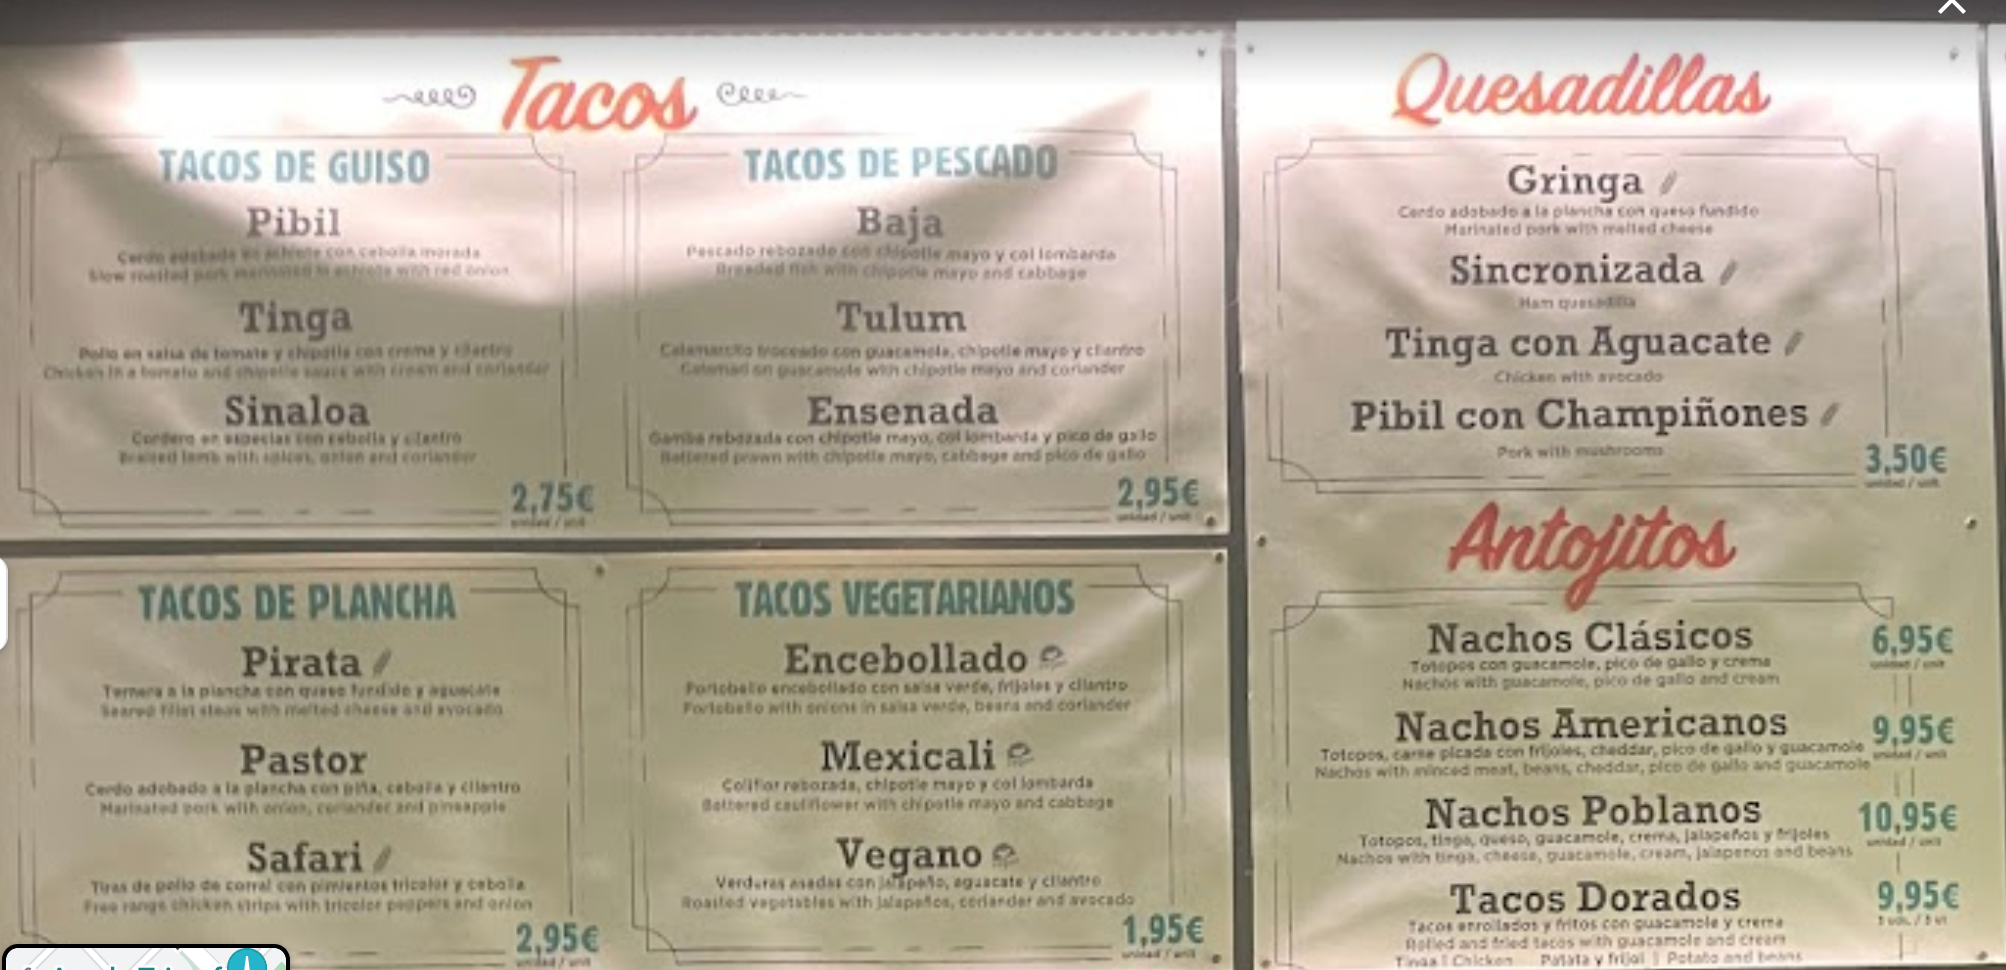 Tacos
TACOS DE GUISO
Pibil
Cerdo adobado en achiote con cebolla morada
Slow roasted pork marinated in achiote with red onion
Tinga
Pollo en salsa de tomate y chipotle con crema y cilantro
Chicken in a tomato and chipotle sauce with cream and coriander
Sinaloa
Cordero en especias con cebolla y cilantro
Braised lamb with spices, onion and coriander
2,75€
unidad / unit
TACOS DE PESCADO
Baja
Pescado rebozado con chipotle mayo y col lombarda
Breaded fish with chipotle mayo and cabbage
Tulum
Calamarcito troceado con guacamole, chipotle mayo y cilantro
Calamari on guacamole with chipotle mayo and coriander
Ensenada
Gamba rebozada con chipotle mayo, col lombarda y pico de gallo
Battered prawn with chipotle mayo, cabbage and pico de gallo
2,95€
unidad / unit
TACOS DE PLANCHA
Pirata
Ternera a la plancha con queso fundido y aguacate
Seared fillet steak with melted cheese and avocado
Pastor
Cerdo adobado a la plancha con piña, cebolla y cilantro
Marinated pork with onion, coriander and pineapple
Safari
Tiras de pollo de corral con pimientos tricolor y cebolla
Free range chicken strips with tricolor peppers and onion
2,95€
unidad / unit
TACOS VEGETARIANOS
Encebollado
Portobello encebollado con salsa verde, frijoles y cilantro
Portobello with onions in salsa verde, beans and coriander
Mexicali
Coliflor rebozada, chipotle mayo y col lombarda
Battered cauliflower with chipotle mayo and cabbage
Vegano
Verduras asadas con jalapeño, aguacate y cilantro
Roasted vegetables with jalapeños, coriander and avocado
1,95€
unidad / unit
Quesadillas
Gringa
Cerdo adobado a la plancha con queso fundido
Marinated pork with melted cheese
Sincronizada
Ham quesadilla
Tinga con Aguacate
Chicken with avocado
Pibil con Champiñones
Pork with mushrooms
3,50€
unidad / unit
Antojitos
Nachos Clásicos 6,95€
Totopos con guacamole, pico de gallo y crema unidad / unit
Nachos with guacamole, pico de gallo and cream
Nachos Americanos 9,95€
Totopos, carne picada con frijoles, cheddar, pico de gallo y guacamole unidad / unit
Nachos with minced meat, beans, cheddar, pico de gallo and guacamole
Nachos Poblanos 10,95€
Totopos, tinga, queso, guacamole, crema, jalapeños y frijoles unidad / unit
Nachos with tinga, cheese, guacamole, cream, jalapenos and beans
Tacos Dorados 9,95€
Tacos enrollados y fritos con guacamole y crema
Rolled and fried tacos with guacamole and cream
Tinga | Chicken Patata y frijol | Potato and beans